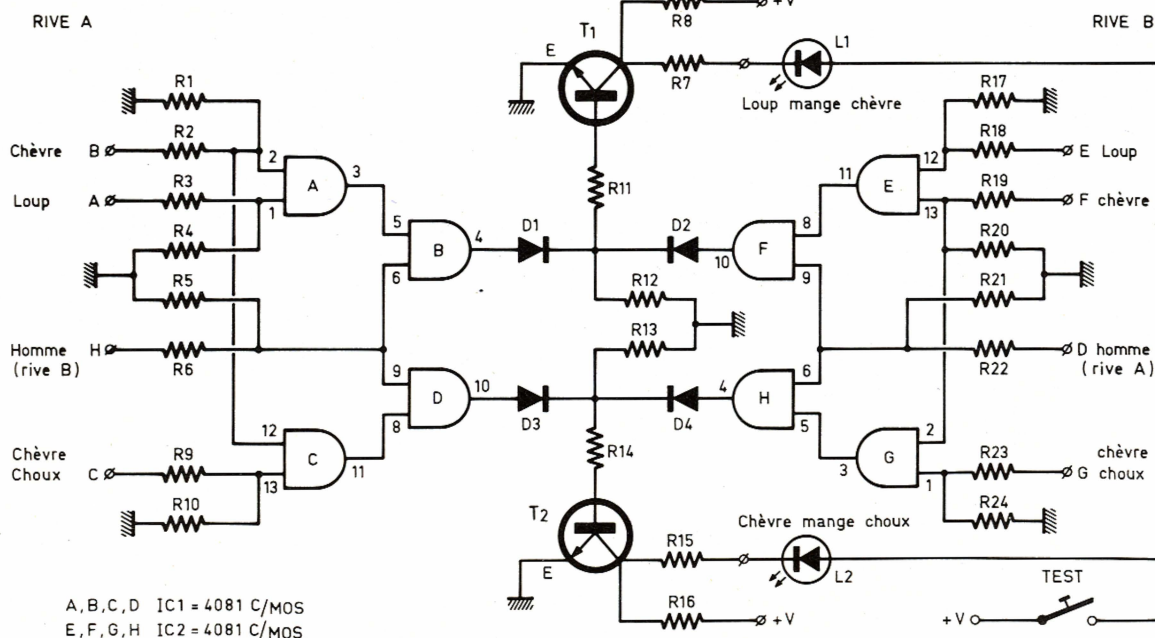 RIVE A
RIVE B
R8
+V
T1
E
R7
L1
Loup mange chèvre
R1
R17
Chèvre B
R2
2
A
3
R18
E Loup
12
11
E
Loup A
R3
1
R19
F chèvre
13
R11
R4
R20
5
B
4
D1
D2
F
8
10
R5
6
R12
9
R21
Homme H
(rive B)
R6
R13
R22
D homme
(rive A)
9
D
10
D3
D4
4
H
6
8
5
12
C
11
13
R14
2
G
3
1
Chèvre
Choux C
R9
R23
chèvre
G choux
R10
R24
T2
E
Chèvre mange choux
R15
L2
R16
+V
TEST
+V
A,B,C,D IC1 = 4081 C/MOS
E,F,G,H IC2 = 4081 C/MOS